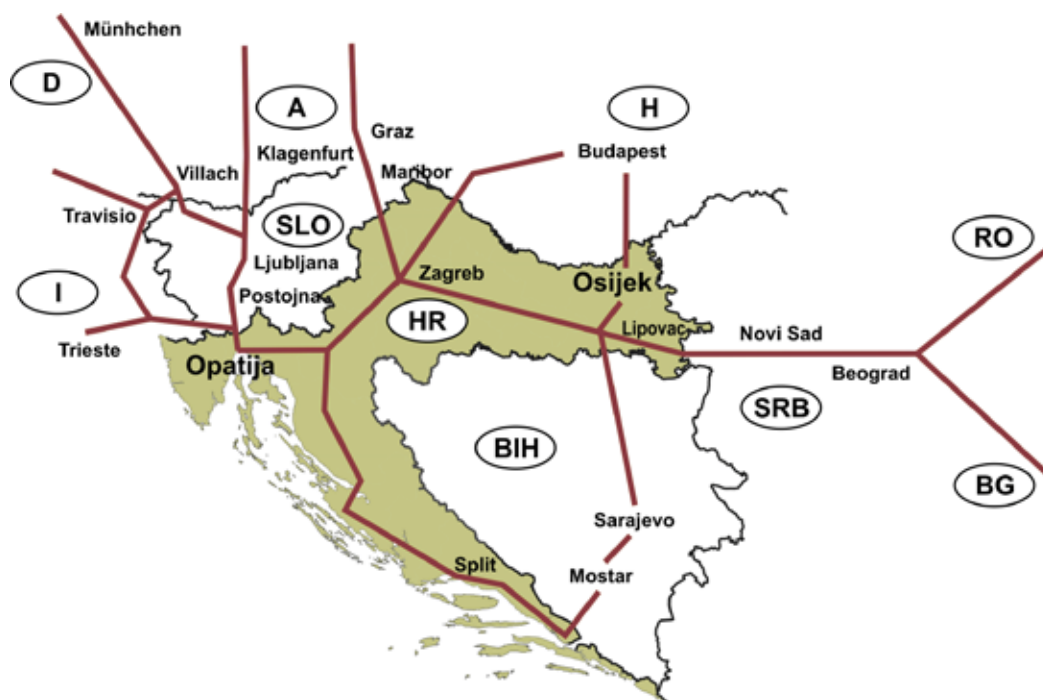 Münhchen
D
A
H
Graz
Klagenfurt
Budapest
Villach
Maribor
Travisio
SLO
RO
Ljubljana
Zagreb
Osijek
I
Postojna
HR
Lipovac
Novi Sad
Trieste
Opatija
Beograd
SRB
BIH
BG
Sarajevo
Split
Mostar